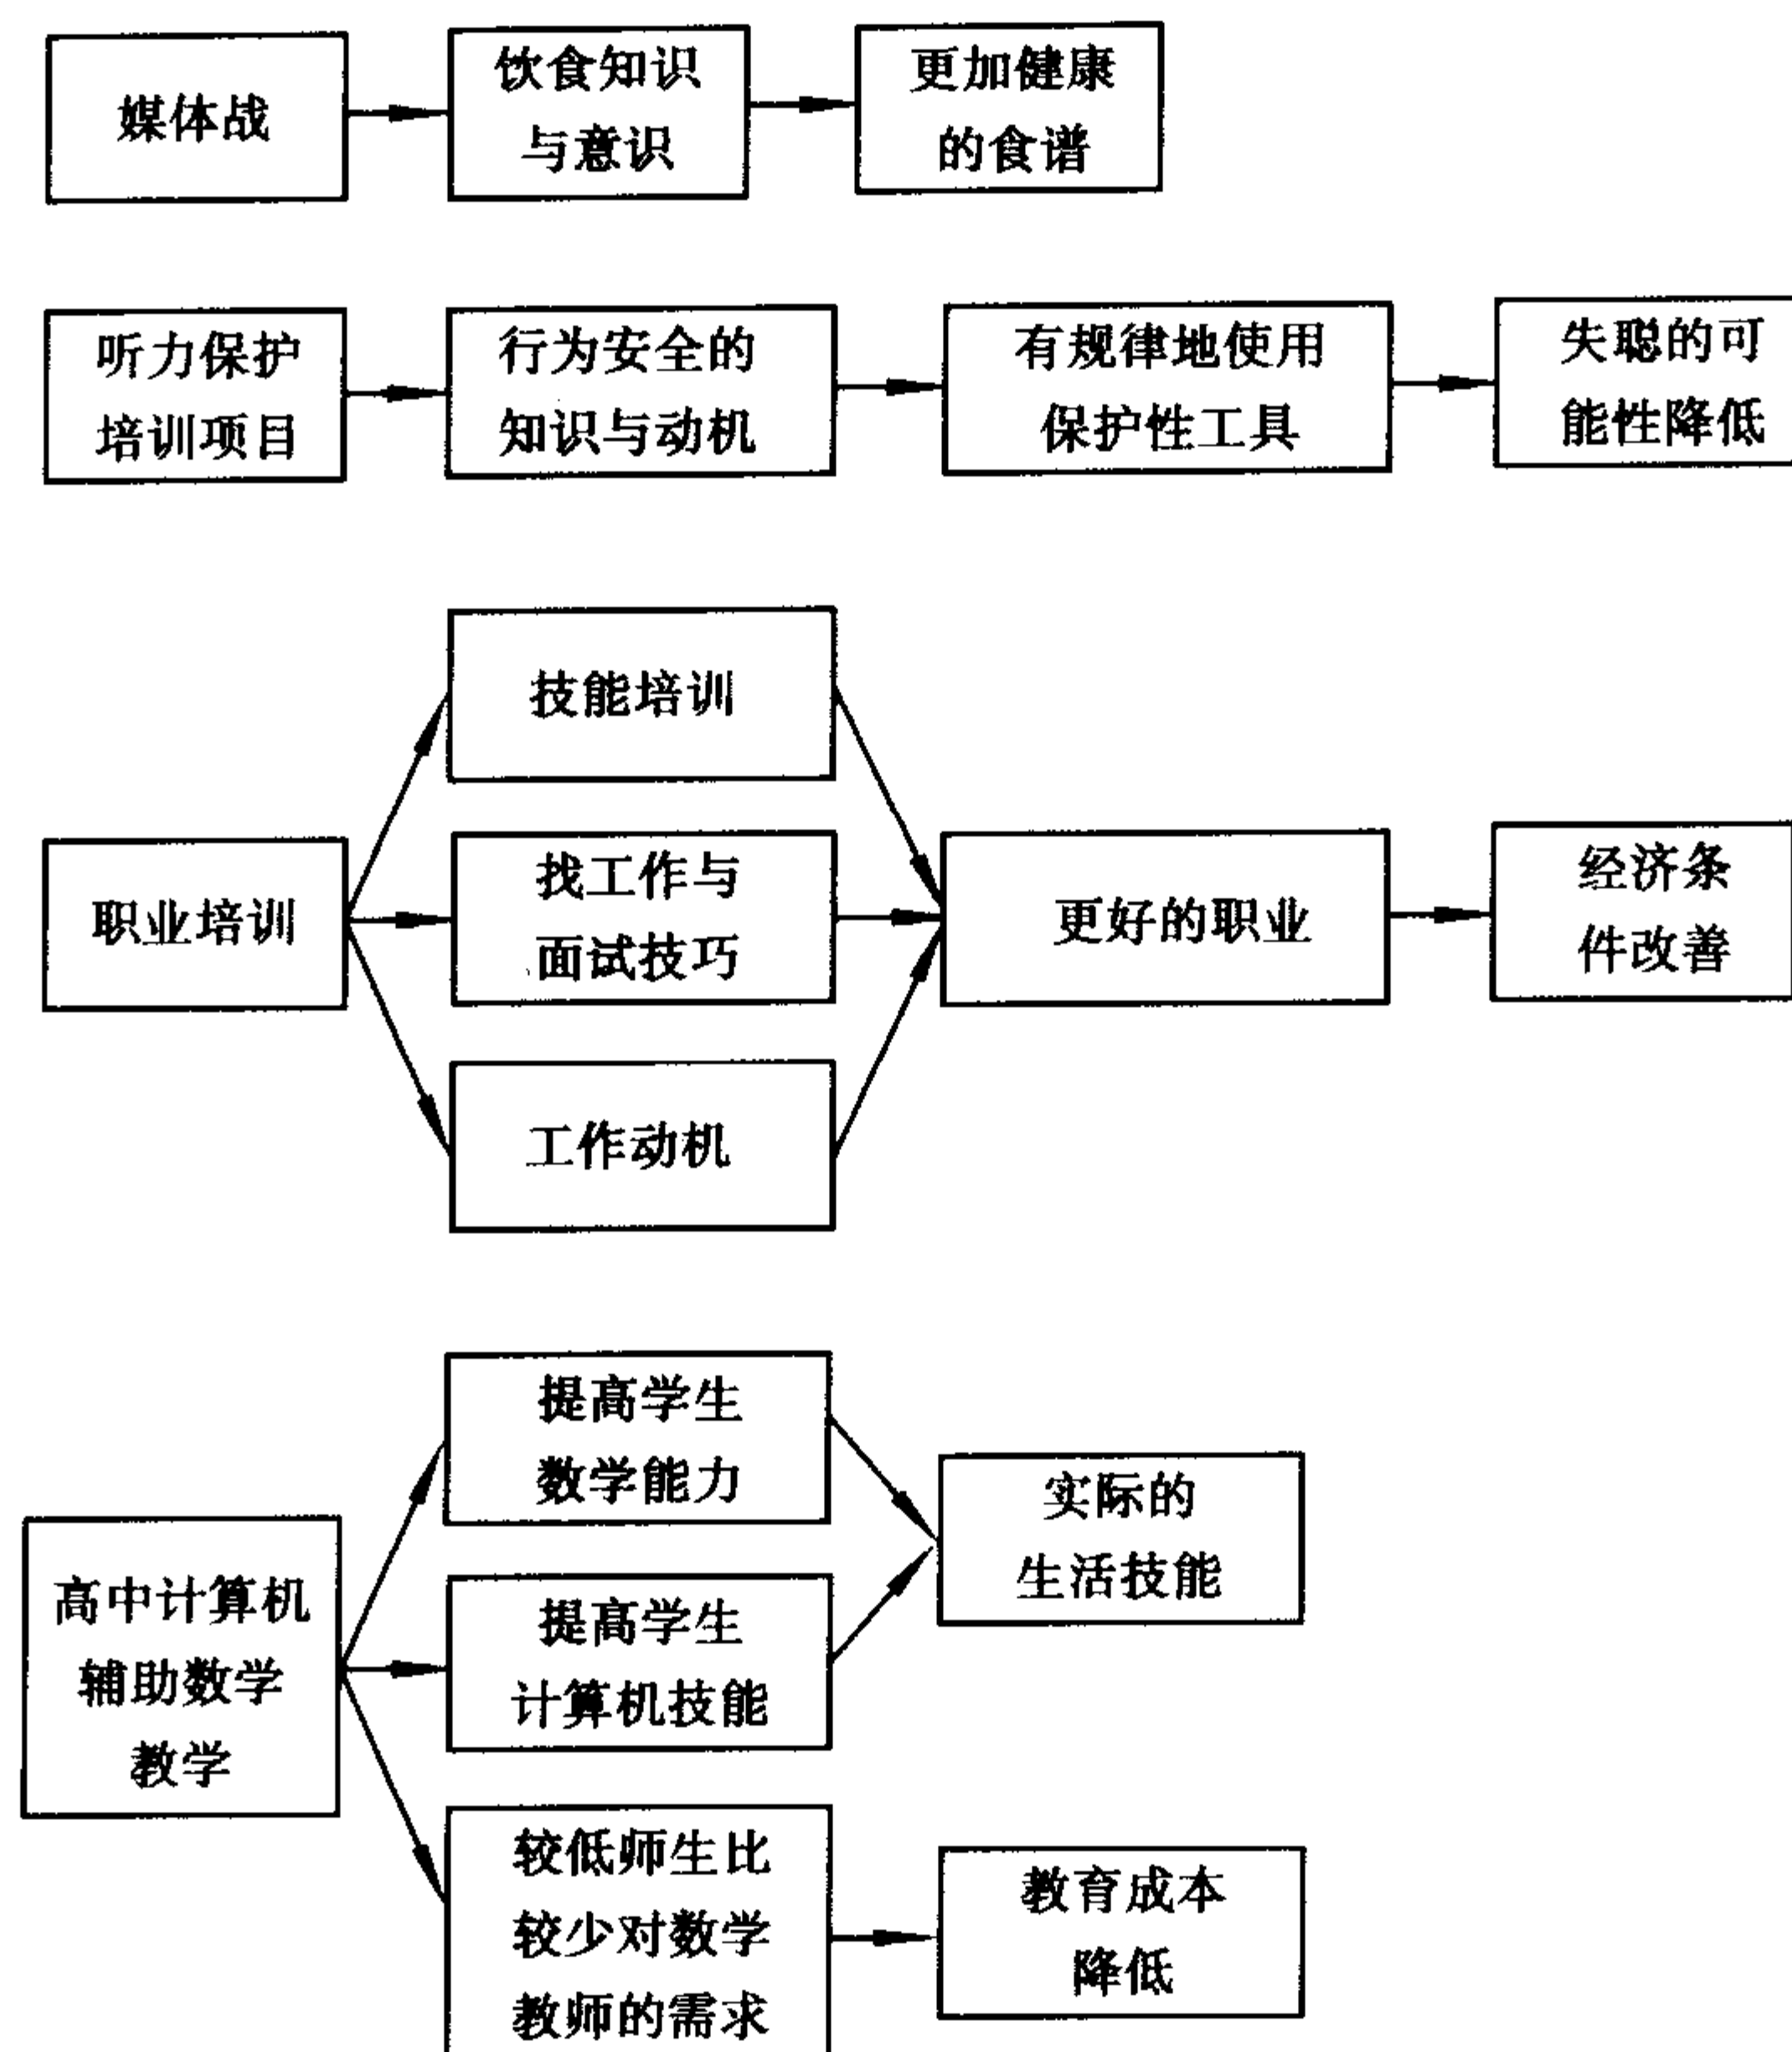 媒体战
饮食知识
与意识
更加健康
的食谱
听力保护
培训项目
行为安全的
知识与动机
有规律地使用
保护性工具
失聪的可
能性降低
技能培训
职业培训
找工作与
面试技巧
更好的职业
经济条
件改善
工作动机
提高学生
数学能力
实际的
生活技能
高中计算机
辅助数学
教学
提高学生
计算机技能
较低师生比
较少对数学
教师的需求
教育成本
降低